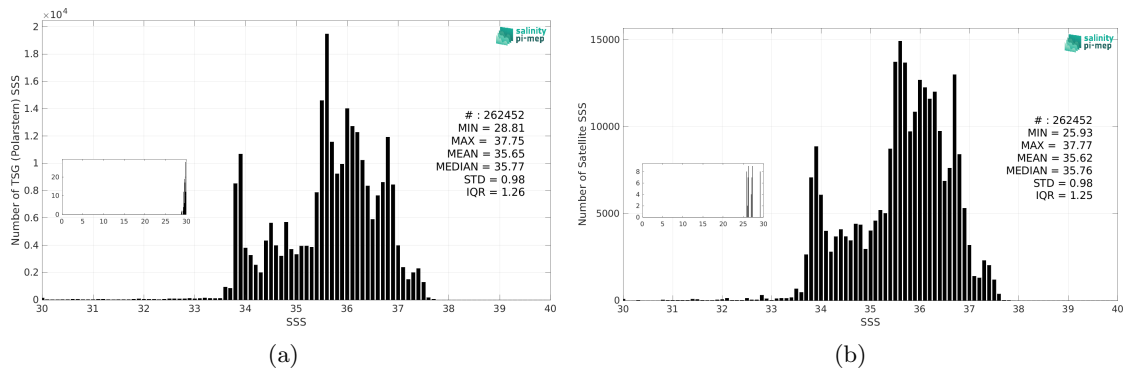 ×10⁴
2
1.8
1.6
1.4
1.2
1
0.8
0.6
0.4
0.2
0
Number of TSG (Polarstern) SSS
salinity
pi-mep
# : 262452
MIN = 28.81
MAX = 37.75
MEAN = 35.65
MEDIAN = 35.77
STD = 0.98
IQR = 1.26
20
10
0
0 5 10 15 20 25 30
30 31 32 33 34 35 36 37 38 39 40
SSS
(a)
15000
10000
5000
0
Number of Satellite SSS
salinity
pi-mep
# : 262452
MIN = 25.93
MAX = 37.77
MEAN = 35.62
MEDIAN = 35.76
STD = 0.98
IQR = 1.25
8
6
4
2
0
0 5 10 15 20 25 30
30 31 32 33 34 35 36 37 38 39 40
SSS
(b)